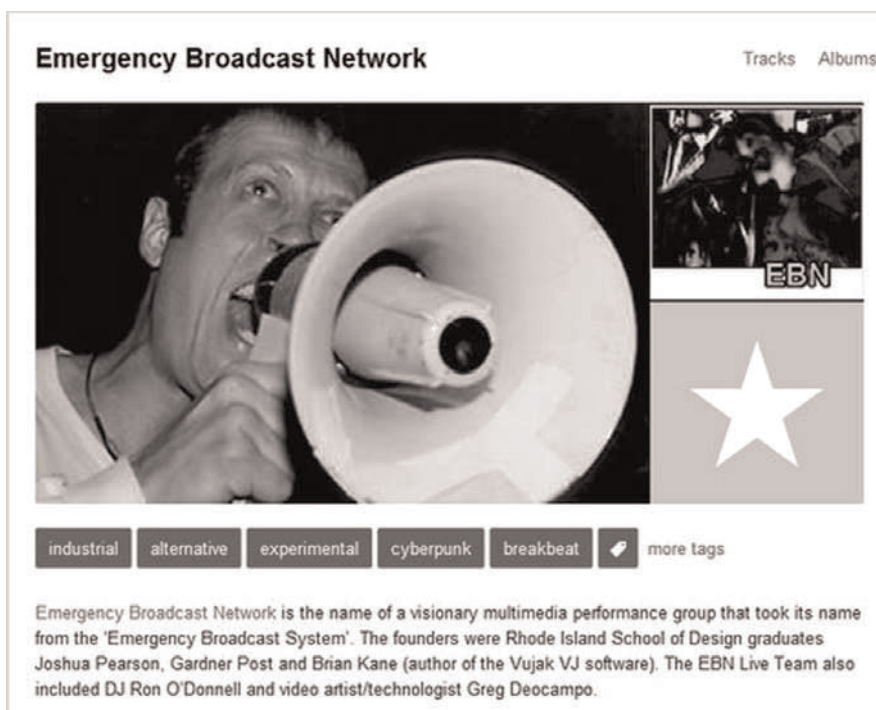 Emergency Broadcast Network
Tracks Albums
EBN
industrial alternative experimental cyberpunk breakbeat more tags
Emergency Broadcast Network is the name of a visionary multimedia performance group that took its name
from the 'Emergency Broadcast System'. The founders were Rhode Island School of Design graduates
Joshua Pearson, Gardner Post and Brian Kane (author of the Vujak VJ software). The EBN Live Team also
included DJ Ron O'Donnell and video artist/technologist Greg Deocampo.